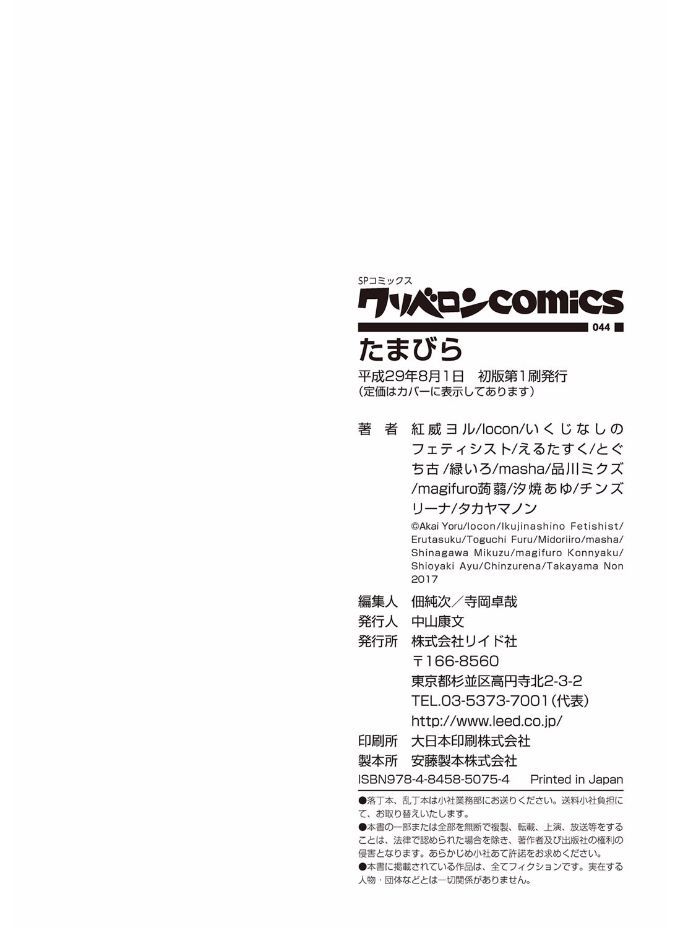 SPコミックス
クリベロンcomics
044
たまびら
平成29年8月1日　初版第1刷発行
（定価はカバーに表示してあります）
著　者　紅威ヨル/locon/いくじなしの
フェティシスト/えるたすく/とぐ
ち古/緑いろ/masha/品川ミクズ
/magifuro蒟蒻/汐焼あゆ/チンズ
リーナ/タカヤマノン
©Akai Yoru/locon/Ikujinashino Fetishist/
Erutasuku/Toguchi Furu/Midoriiro/masha/
Shinagawa Mikuzu/magifuro Konnyaku/
Shioyaki Ayu/Chinzurena/Takayama Non
2017
編集人　佃純次／寺岡卓哉
発行人　中山康文
発行所　株式会社リイド社
〒166-8560
東京都杉並区高円寺北2-3-2
TEL.03-5373-7001（代表）
http://www.leed.co.jp/
印刷所　大日本印刷株式会社
製本所　安藤製本株式会社
ISBN978-4-8458-5075-4　Printed in Japan
●落丁本、乱丁本は小社業務部にお送りください。送料小社負担に
て、お取り替えいたします。
●本書の一部または全部を無断で複製、転載、上演、放送等をする
ことは、法律で認められた場合を除き、著作者及び出版社の権利の
侵害となります。あらかじめ小社あて許諾をお求めください。
●本書に掲載されている作品は、全てフィクションです。実在する
人物・団体などとは一切関係がありません。